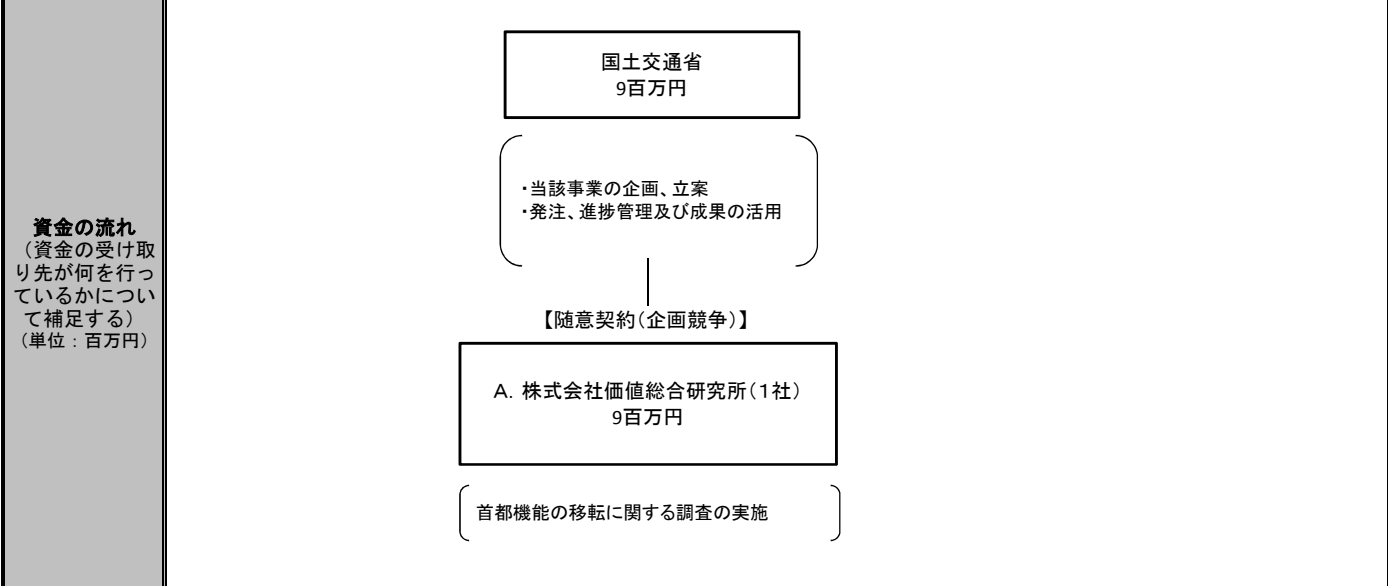 資金の流れ
(資金の受け取
り先が何を行っ
ているかについ
て補足する)
(単位：百万円)
国土交通省
9百万円
・当該事業の企画、立案
・発注、進捗管理及び成果の活用
【随意契約(企画競争)】
A. 株式会社価値総合研究所(1社)
9百万円
首都機能の移転に関する調査の実施